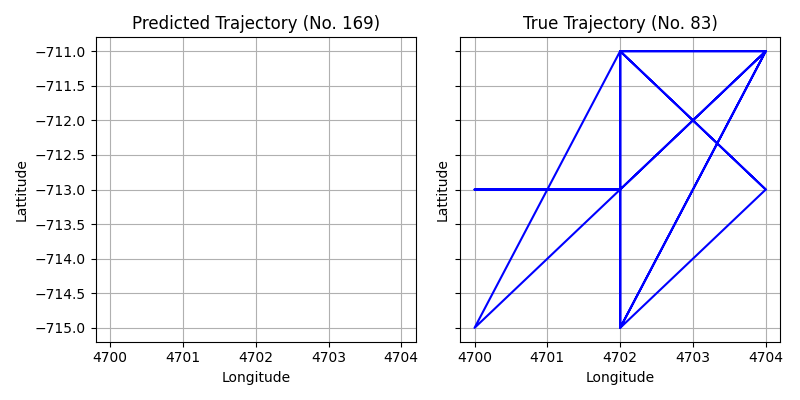 Predicted Trajectory (No. 169)
True Trajectory (No. 83)
Lattitude
−711.0
−711.5
−712.0
−712.5
−713.0
−713.5
−714.0
−714.5
−715.0
4700 4701 4702 4703 4704
Longitude
Lattitude
4700 4701 4702 4703 4704
Longitude